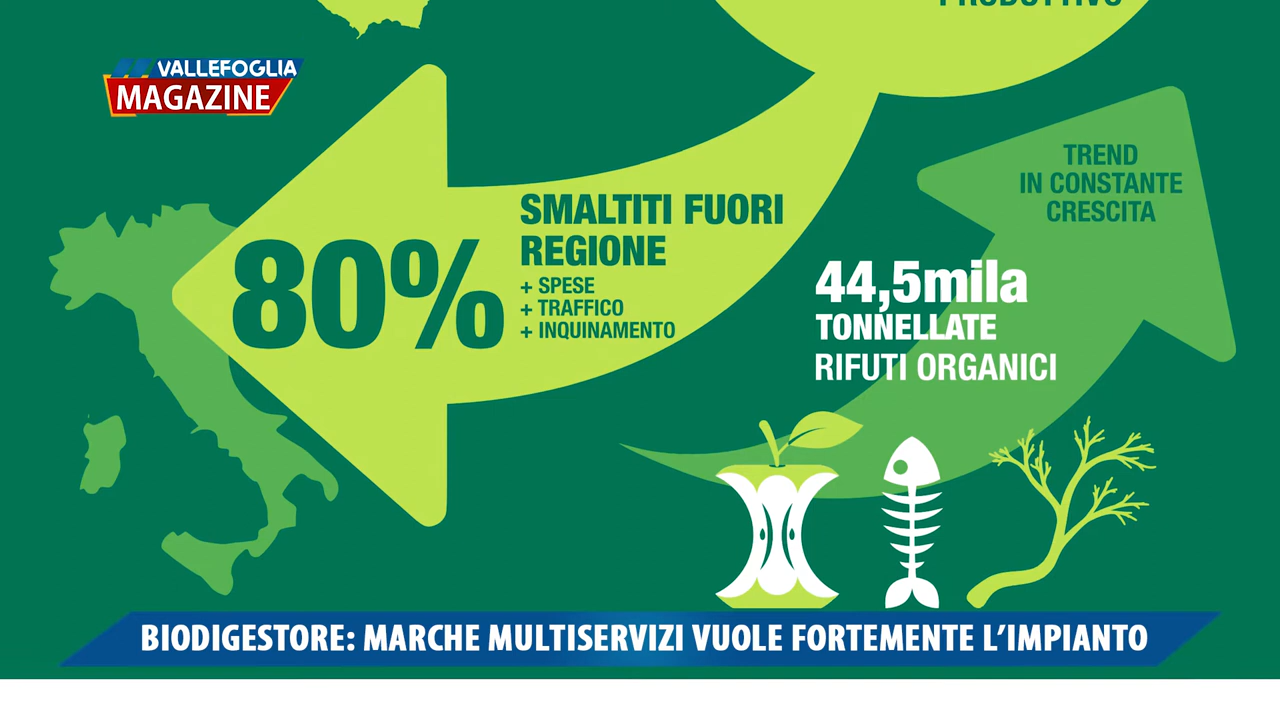 VALLEFOGLIA
MAGAZINE
TREND
IN CONSTANTE
CRESCITA
80%
SMALTITI FUORI
REGIONE
+ SPESE
+ TRAFFICO
+ INQUINAMENTO
44,5mila
TONNELLATE
RIFUTI ORGANICI
BIODIGESTORE: MARCHE MULTISERVIZI VUOLE FORTEMENTE L'IMPIANTO